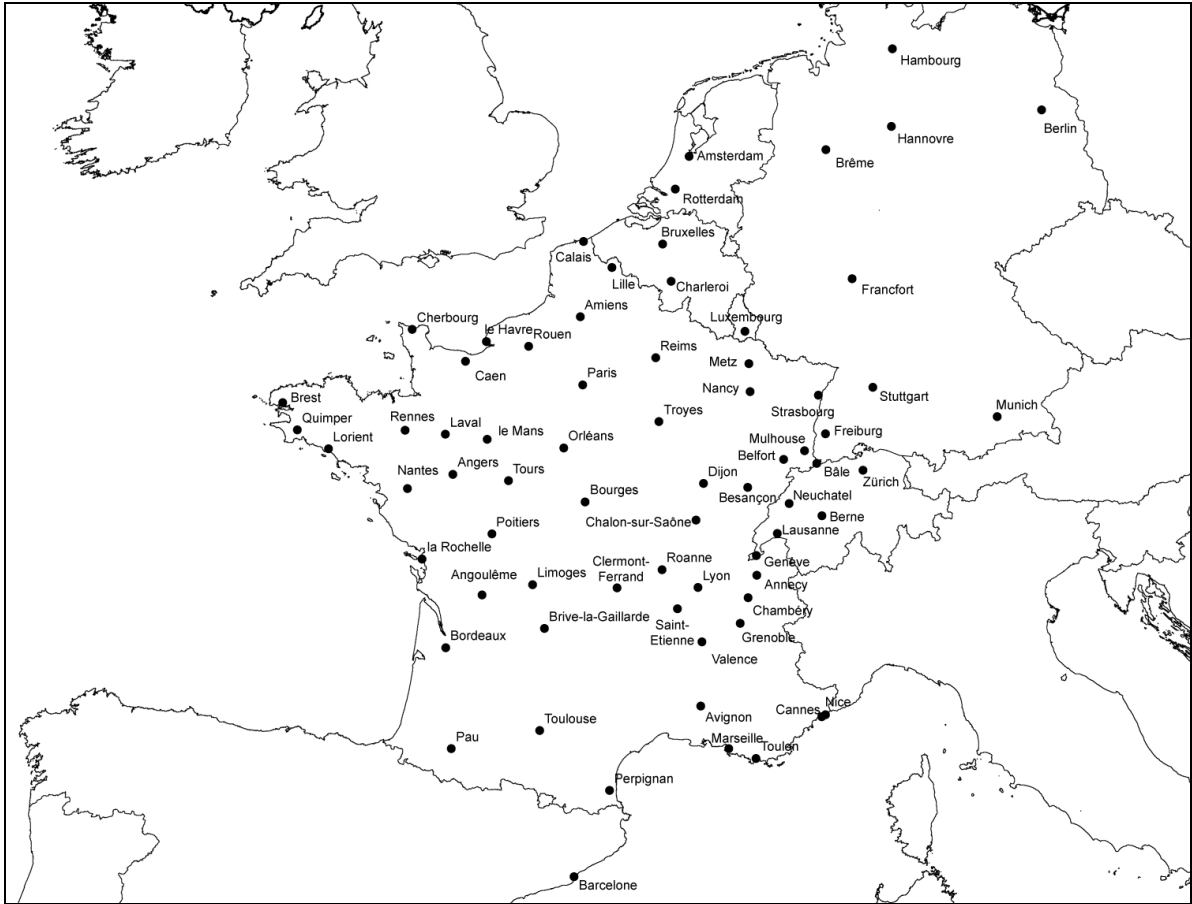 Hambourg
Berlin
Hannovre
Brême
Amsterdam
Rotterdam
Bruxelles
Calais
Lille
Charleroi
Francfort
Amiens
Luxembourg
Cherbourg
le Havre
Rouen
Reims
Metz
Caen
Paris
Nancy
Stuttgart
Brest
Strasbourg
Munich
Quimper
Rennes
Laval
le Mans
Troyes
Freiburg
Lorient
Orléans
Mulhouse
Belfort
Bâle
Zürich
Nantes
Angers
Tours
Dijon
Besançon
Bourges
Neuchatel
Berne
Chalon-sur-Saône
Lausanne
Poitiers
la Rochelle
Clermont-
Ferrand
Roanne
Genève
Angoulême
Limoges
Lyon
Annecy
Chambéry
Brive-la-Gaillarde
Saint-
Etienne
Grenoble
Bordeaux
Valence
Nice
Cannes
Toulouse
Avignon
Pau
Marseille
Toulon
Perpignan
Barcelone